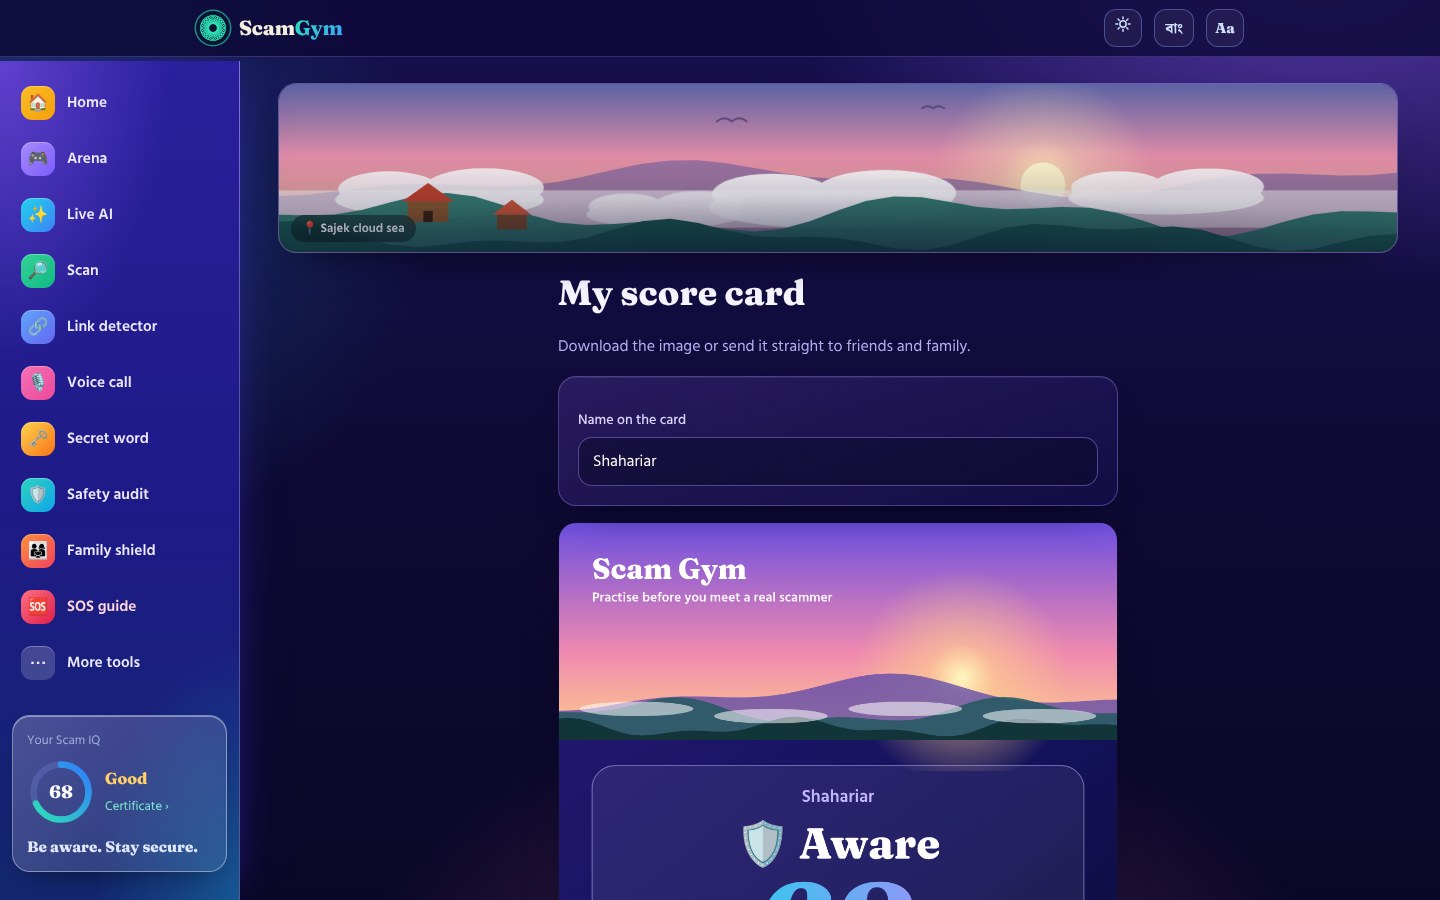 ScamGym
বাং
Aa
Home
Arena
Live AI
Scan
Link detector
Voice call
Secret word
Safety audit
Family shield
SOS
SOS guide
More tools
Your Scam IQ
68
Good
Certificate ›
Be aware. Stay secure.
Sajek cloud sea
My score card
Download the image or send it straight to friends and family.
Name on the card
Shahariar
Scam Gym
Practise before you meet a real scammer
Shahariar
Aware